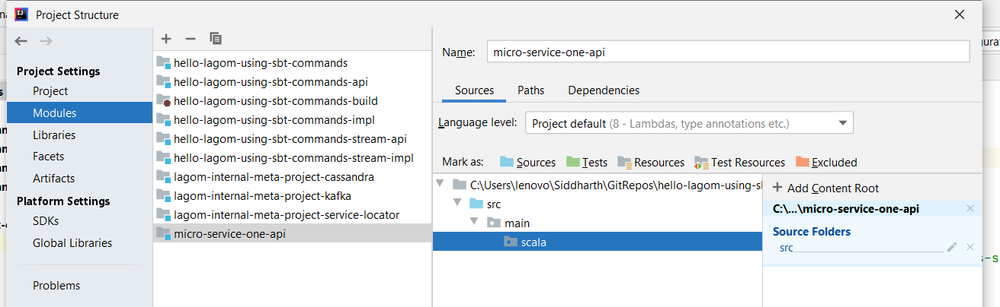 Project Structure
Project Settings
Project
Modules
Libraries
Facets
Artifacts
Platform Settings
SDKs
Global Libraries
Problems
hello-lagom-using-sbt-commands
hello-lagom-using-sbt-commands-api
hello-lagom-using-sbt-commands-build
hello-lagom-using-sbt-commands-impl
hello-lagom-using-sbt-commands-stream-api
hello-lagom-using-sbt-commands-stream-impl
lagom-internal-meta-project-cassandra
lagom-internal-meta-project-kafka
lagom-internal-meta-project-service-locator
micro-service-one-api
Name: micro-service-one-api
Sources Paths Dependencies
Language level: Project default (8 - Lambdas, type annotations etc.)
Mark as: Sources Tests Resources Test Resources Excluded
C:\Users\lenovo\Siddharth\GitRepos\hello-lagom-using-s
src
main
scala
Add Content Root
C:\...\micro-service-one-api
Source Folders
src